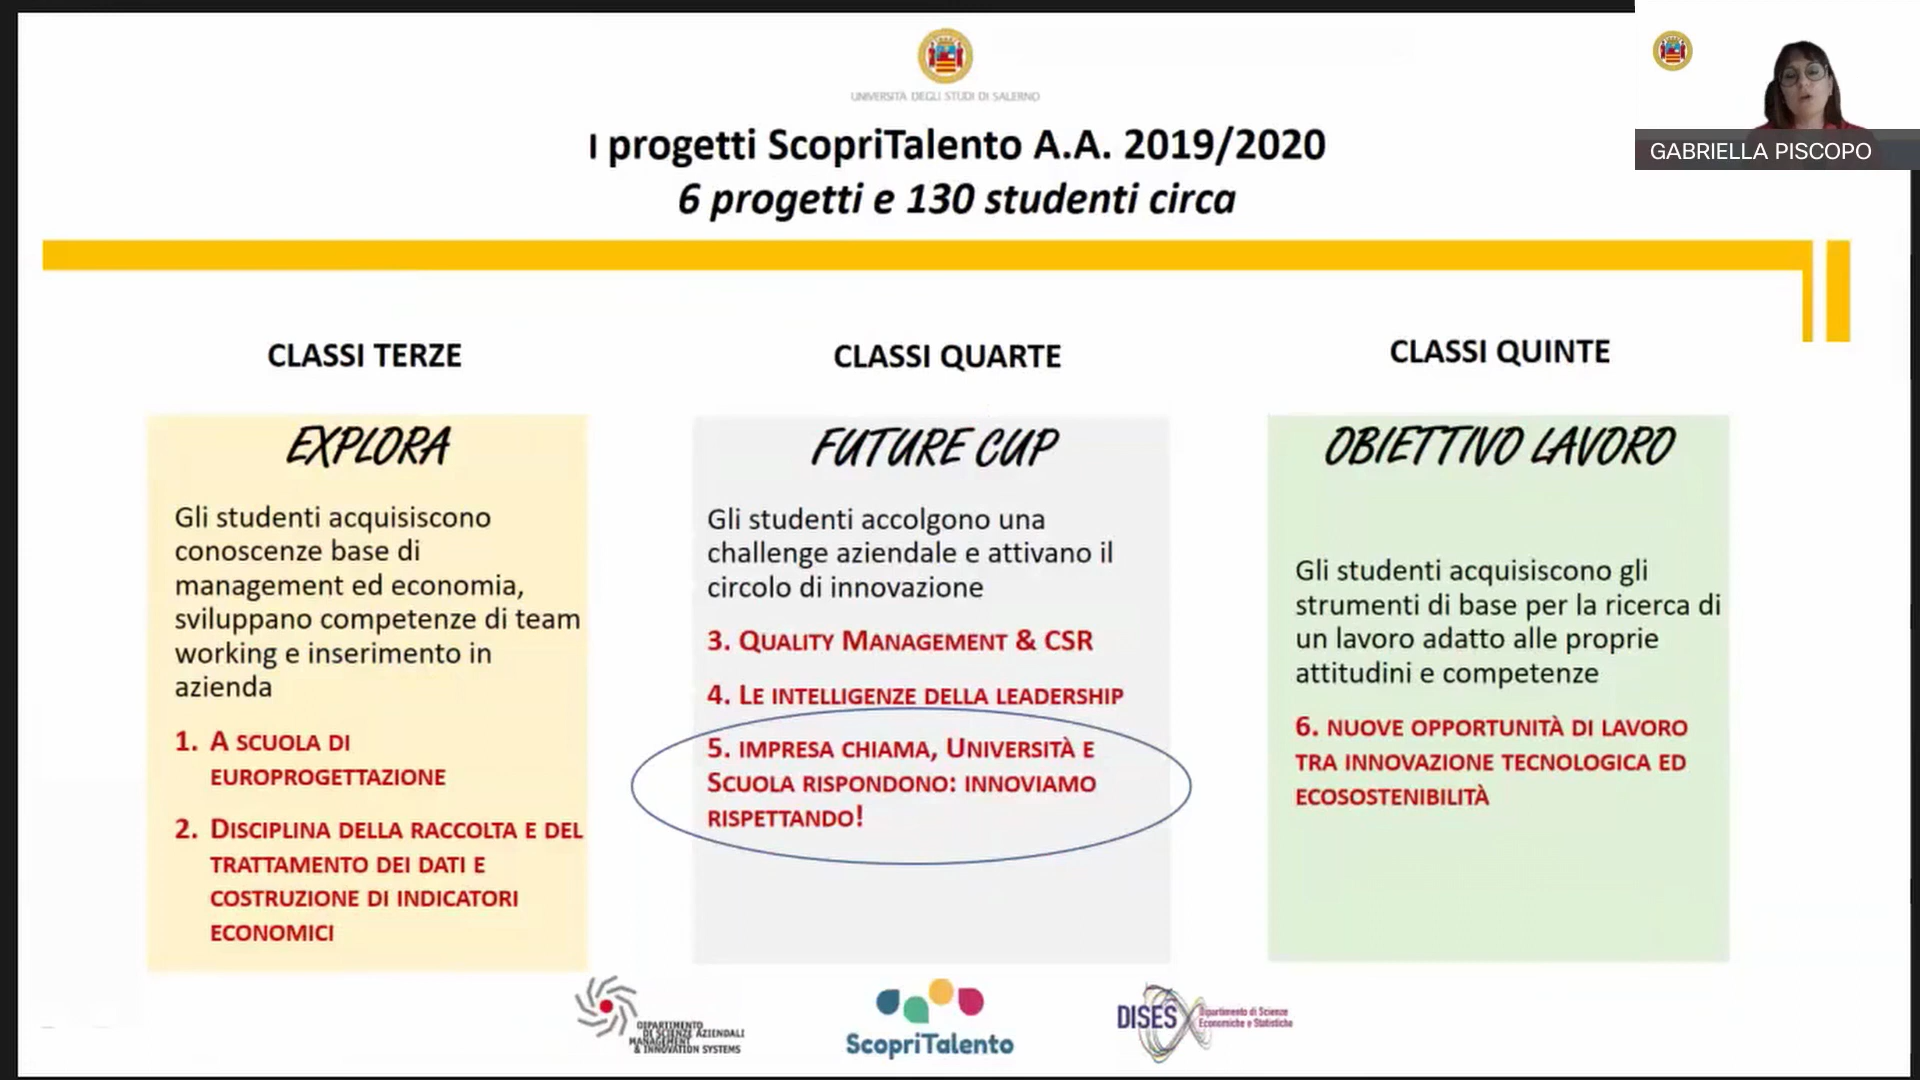 UNIVERSITÀ DEGLI STUDI DI SALERNO
I progetti ScopriTalento A.A. 2019/2020
6 progetti e 130 studenti circa
GABRIELLA PISCOPO
CLASSI TERZE
EXPLORA
Gli studenti acquisiscono
conoscenze base di
management ed economia,
sviluppano competenze di team
working e inserimento in
azienda
1. A SCUOLA DI
EUROPROGETTAZIONE
2. DISCIPLINA DELLA RACCOLTA E DEL
TRATTAMENTO DEI DATI E
COSTRUZIONE DI INDICATORI
ECONOMICI
CLASSI QUARTE
FUTURE CUP
Gli studenti accolgono una
challenge aziendale e attivano il
circolo di innovazione
3. QUALITY MANAGEMENT & CSR
4. LE INTELLIGENZE DELLA LEADERSHIP
5. IMPRESA CHIAMA, UNIVERSITÀ E
SCUOLA RISPONDONO: INNOVIAMO
RISPETTANDO!
CLASSI QUINTE
OBIETTIVO LAVORO
Gli studenti acquisiscono gli
strumenti di base per la ricerca di
un lavoro adatto alle proprie
attitudini e competenze
6. NUOVE OPPORTUNITÀ DI LAVORO
TRA INNOVAZIONE TECNOLOGICA ED
ECOSOSTENIBILITÀ
DIPARTIMENTO
DI SCIENZE AZIENDALI
MANAGEMENT
& INNOVATION SYSTEMS
ScopriTalento
DISES
Dipartimento di Scienze
Economiche e Statistiche